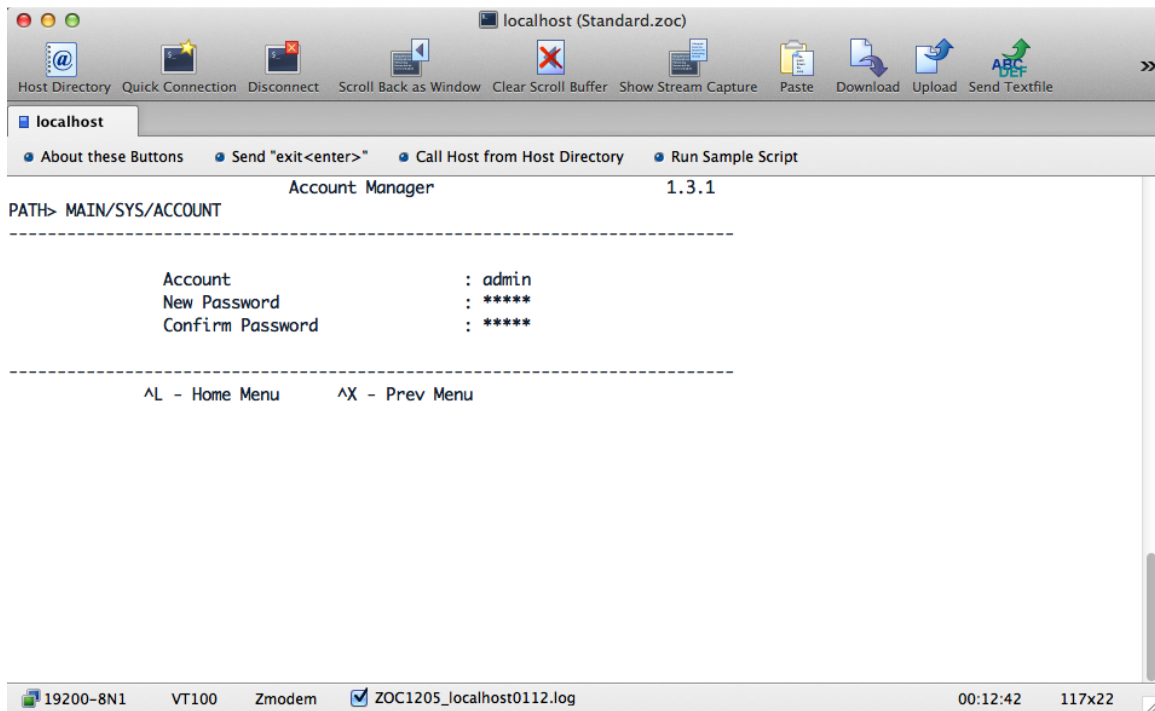 localhost (Standard.zoc)
Host Directory Quick Connection Disconnect Scroll Back as Window Clear Scroll Buffer Show Stream Capture Paste Download Upload Send Textfile
localhost
About these Buttons Send "exit<enter>" Call Host from Host Directory Run Sample Script
Account Manager 1.3.1
PATH> MAIN/SYS/ACCOUNT
---------------------------------------------------------------------------
Account : admin
New Password : *****
Confirm Password : *****
---------------------------------------------------------------------------
^L - Home Menu ^X - Prev Menu
19200-8N1 VT100 Zmodem ZOC1205_localhost0112.log 00:12:42 117x22